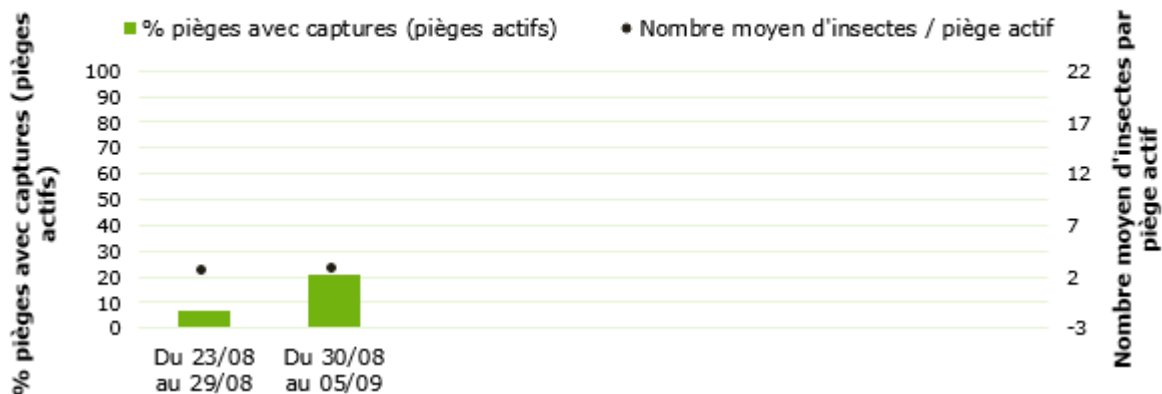 % pièges avec captures (pièges actifs)
Nombre moyen d'insectes / piège actif
% pièges avec captures (pièges
actifs)
100
90
80
70
60
50
40
30
20
10
0
22
17
12
7
2
-3
Nombre moyen d'insectes par
piège actif
Du 23/08
au 29/08
Du 30/08
au 05/09